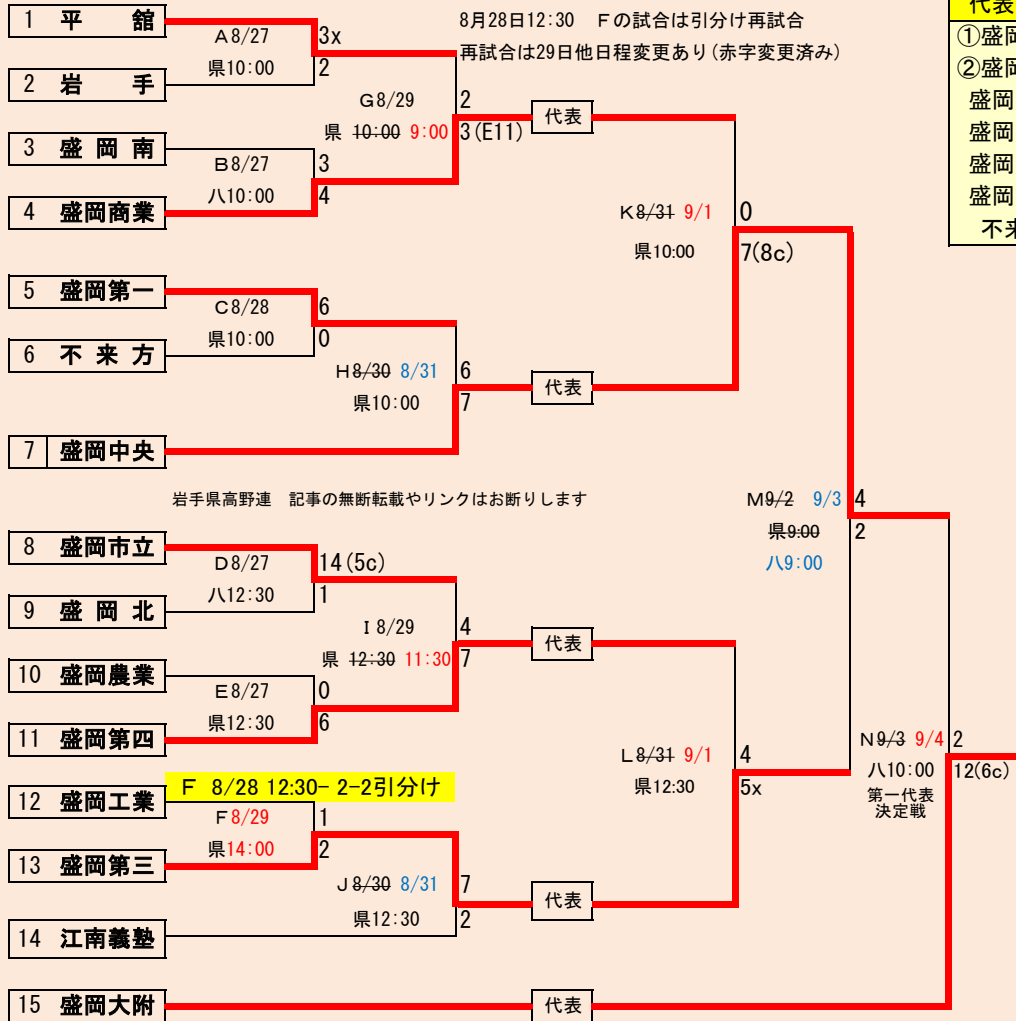 8月28日12:30　Fの試合は引分け再試合
再試合は29日他日程変更あり(赤字変更済み)
代表
①盛岡
②盛岡
盛岡
盛岡
盛岡
盛岡
不来
1 平舘
A8/27
県10:00
3x
2
2 岩手
G8/29
県 10:00 9:00
2
3(E11)
代表
3 盛岡南
B8/27
八10:00
3
4
4 盛岡商業
K8/31 9/1
県10:00
0
7(8c)
5 盛岡第一
C8/28
県10:00
6
0
6 不来方
H8/30 8/31
県10:00
6
7
代表
7 盛岡中央
岩手県高野連　記事の無断転載やリンクはお断りします
M9/2 9/3
県9:00
八9:00
4
2
8 盛岡市立
D8/27
八12:30
14(5c)
1
9 盛岡北
I8/29
県 12:30 11:30
4
7
代表
10 盛岡農業
E8/27
県12:30
0
6
11 盛岡第四
L8/31 9/1
県12:30
4
5x
N9/3 9/4
八10:00
第一代表
決定戦
2
12(6c)
F 8/28 12:30- 2-2引分け
12 盛岡工業
F8/29
県14:00
1
2
13 盛岡第三
J8/30 8/31
県12:30
7
2
代表
14 江南義塾
15 盛岡大附
代表